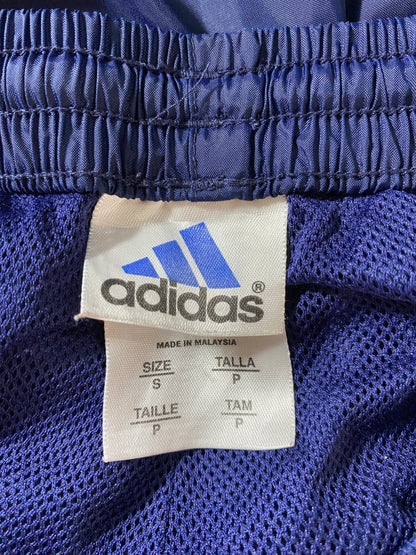 adidas®
MADE IN MALAYSIA
SIZE TALLA
S P
TAILLE TAM
P P